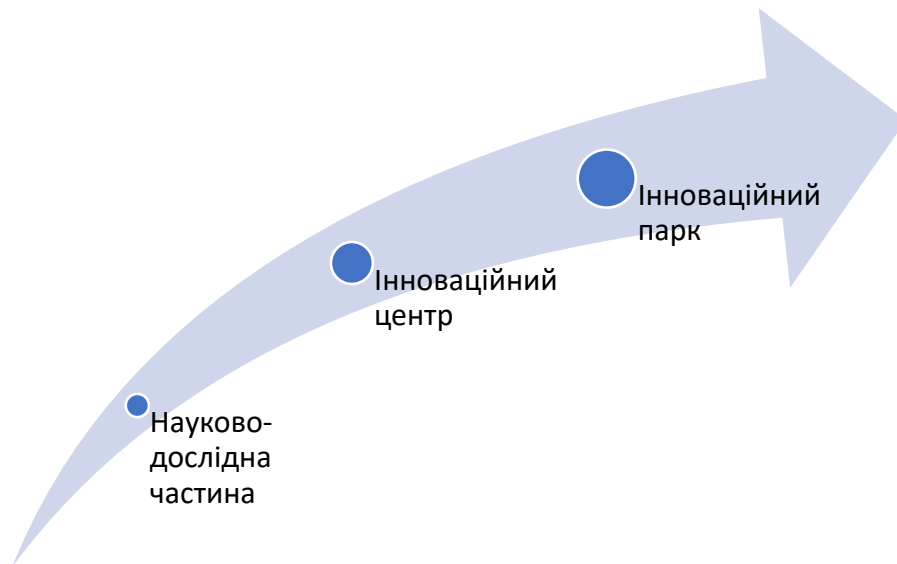 Інноваційний
парк
Інноваційний
центр
Науково-
дослідна
частина